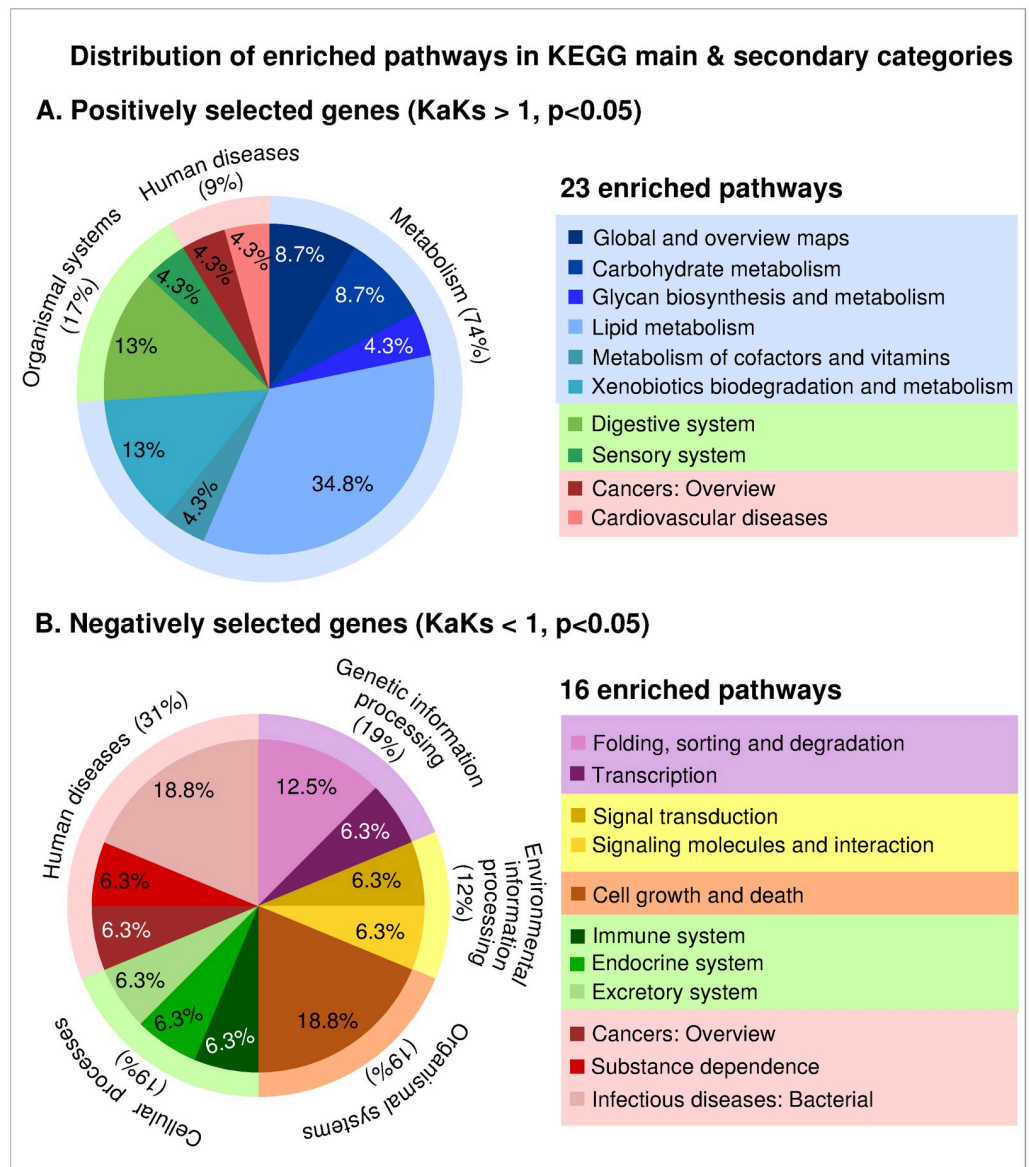 Distribution of enriched pathways in KEGG main & secondary categories
A. Positively selected genes (KaKs > 1, p<0.05)
Human diseases
(9%)
Organismal systems
(17%)
Metabolism (74%)
4.3%
4.3%
8.7%
4.3%
8.7%
13%
4.3%
13%
34.8%
4.3%
23 enriched pathways
Global and overview maps
Carbohydrate metabolism
Glycan biosynthesis and metabolism
Lipid metabolism
Metabolism of cofactors and vitamins
Xenobiotics biodegradation and metabolism
Digestive system
Sensory system
Cancers: Overview
Cardiovascular diseases
B. Negatively selected genes (KaKs < 1, p<0.05)
Genetic information
processing
(19%)
Human diseases (31%)
Environmental
information
processing
(12%)
18.8%
12.5%
6.3%
6.3%
6.3%
6.3%
6.3%
6.3%
6.3%
6.3%
18.8%
Cellular processes
(19%)
Organismal systems
(19%)
16 enriched pathways
Folding, sorting and degradation
Transcription
Signal transduction
Signaling molecules and interaction
Cell growth and death
Immune system
Endocrine system
Excretory system
Cancers: Overview
Substance dependence
Infectious diseases: Bacterial